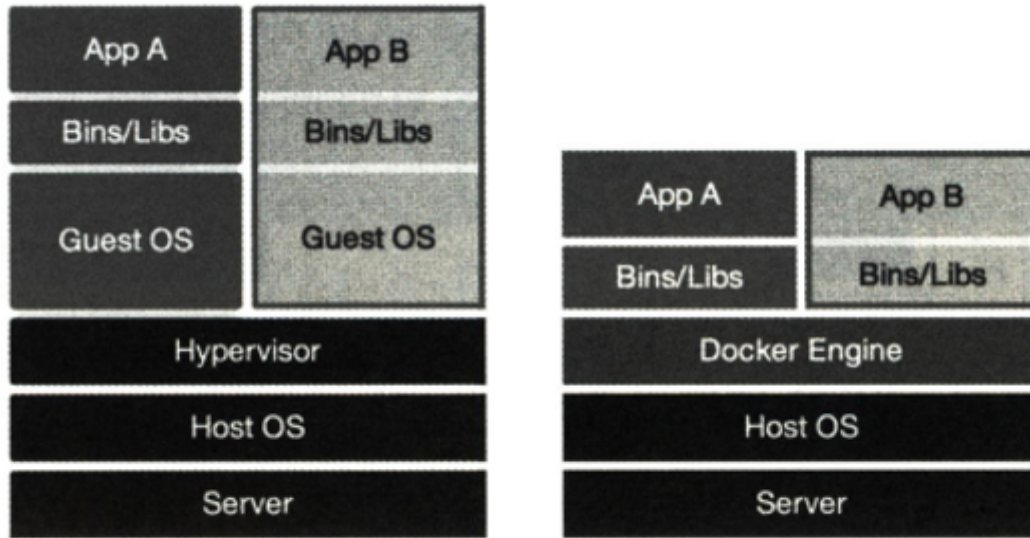 App A
App B
Bins/Libs
Bins/Libs
Guest OS
Guest OS
Hypervisor
Host OS
Server
App A
App B
Bins/Libs
Bins/Libs
Docker Engine
Host OS
Server